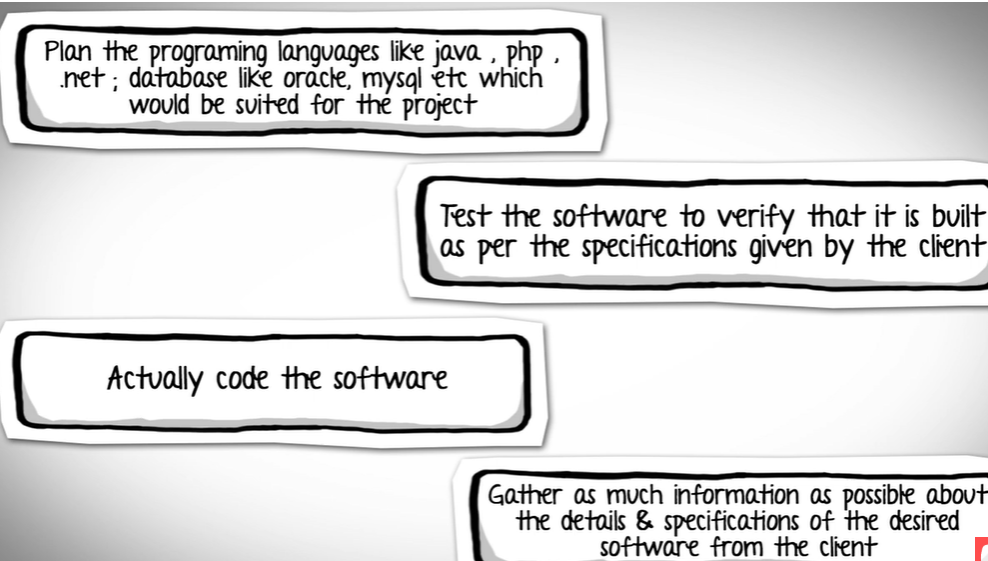 Plan the programing languages like java , php ,
.net ; database like oracle, mysql etc which
would be suited for the project
Test the software to verify that it is built
as per the specifications given by the client
Actually code the software
Gather as much information as possible about
the details & specifications of the desired
software from the client